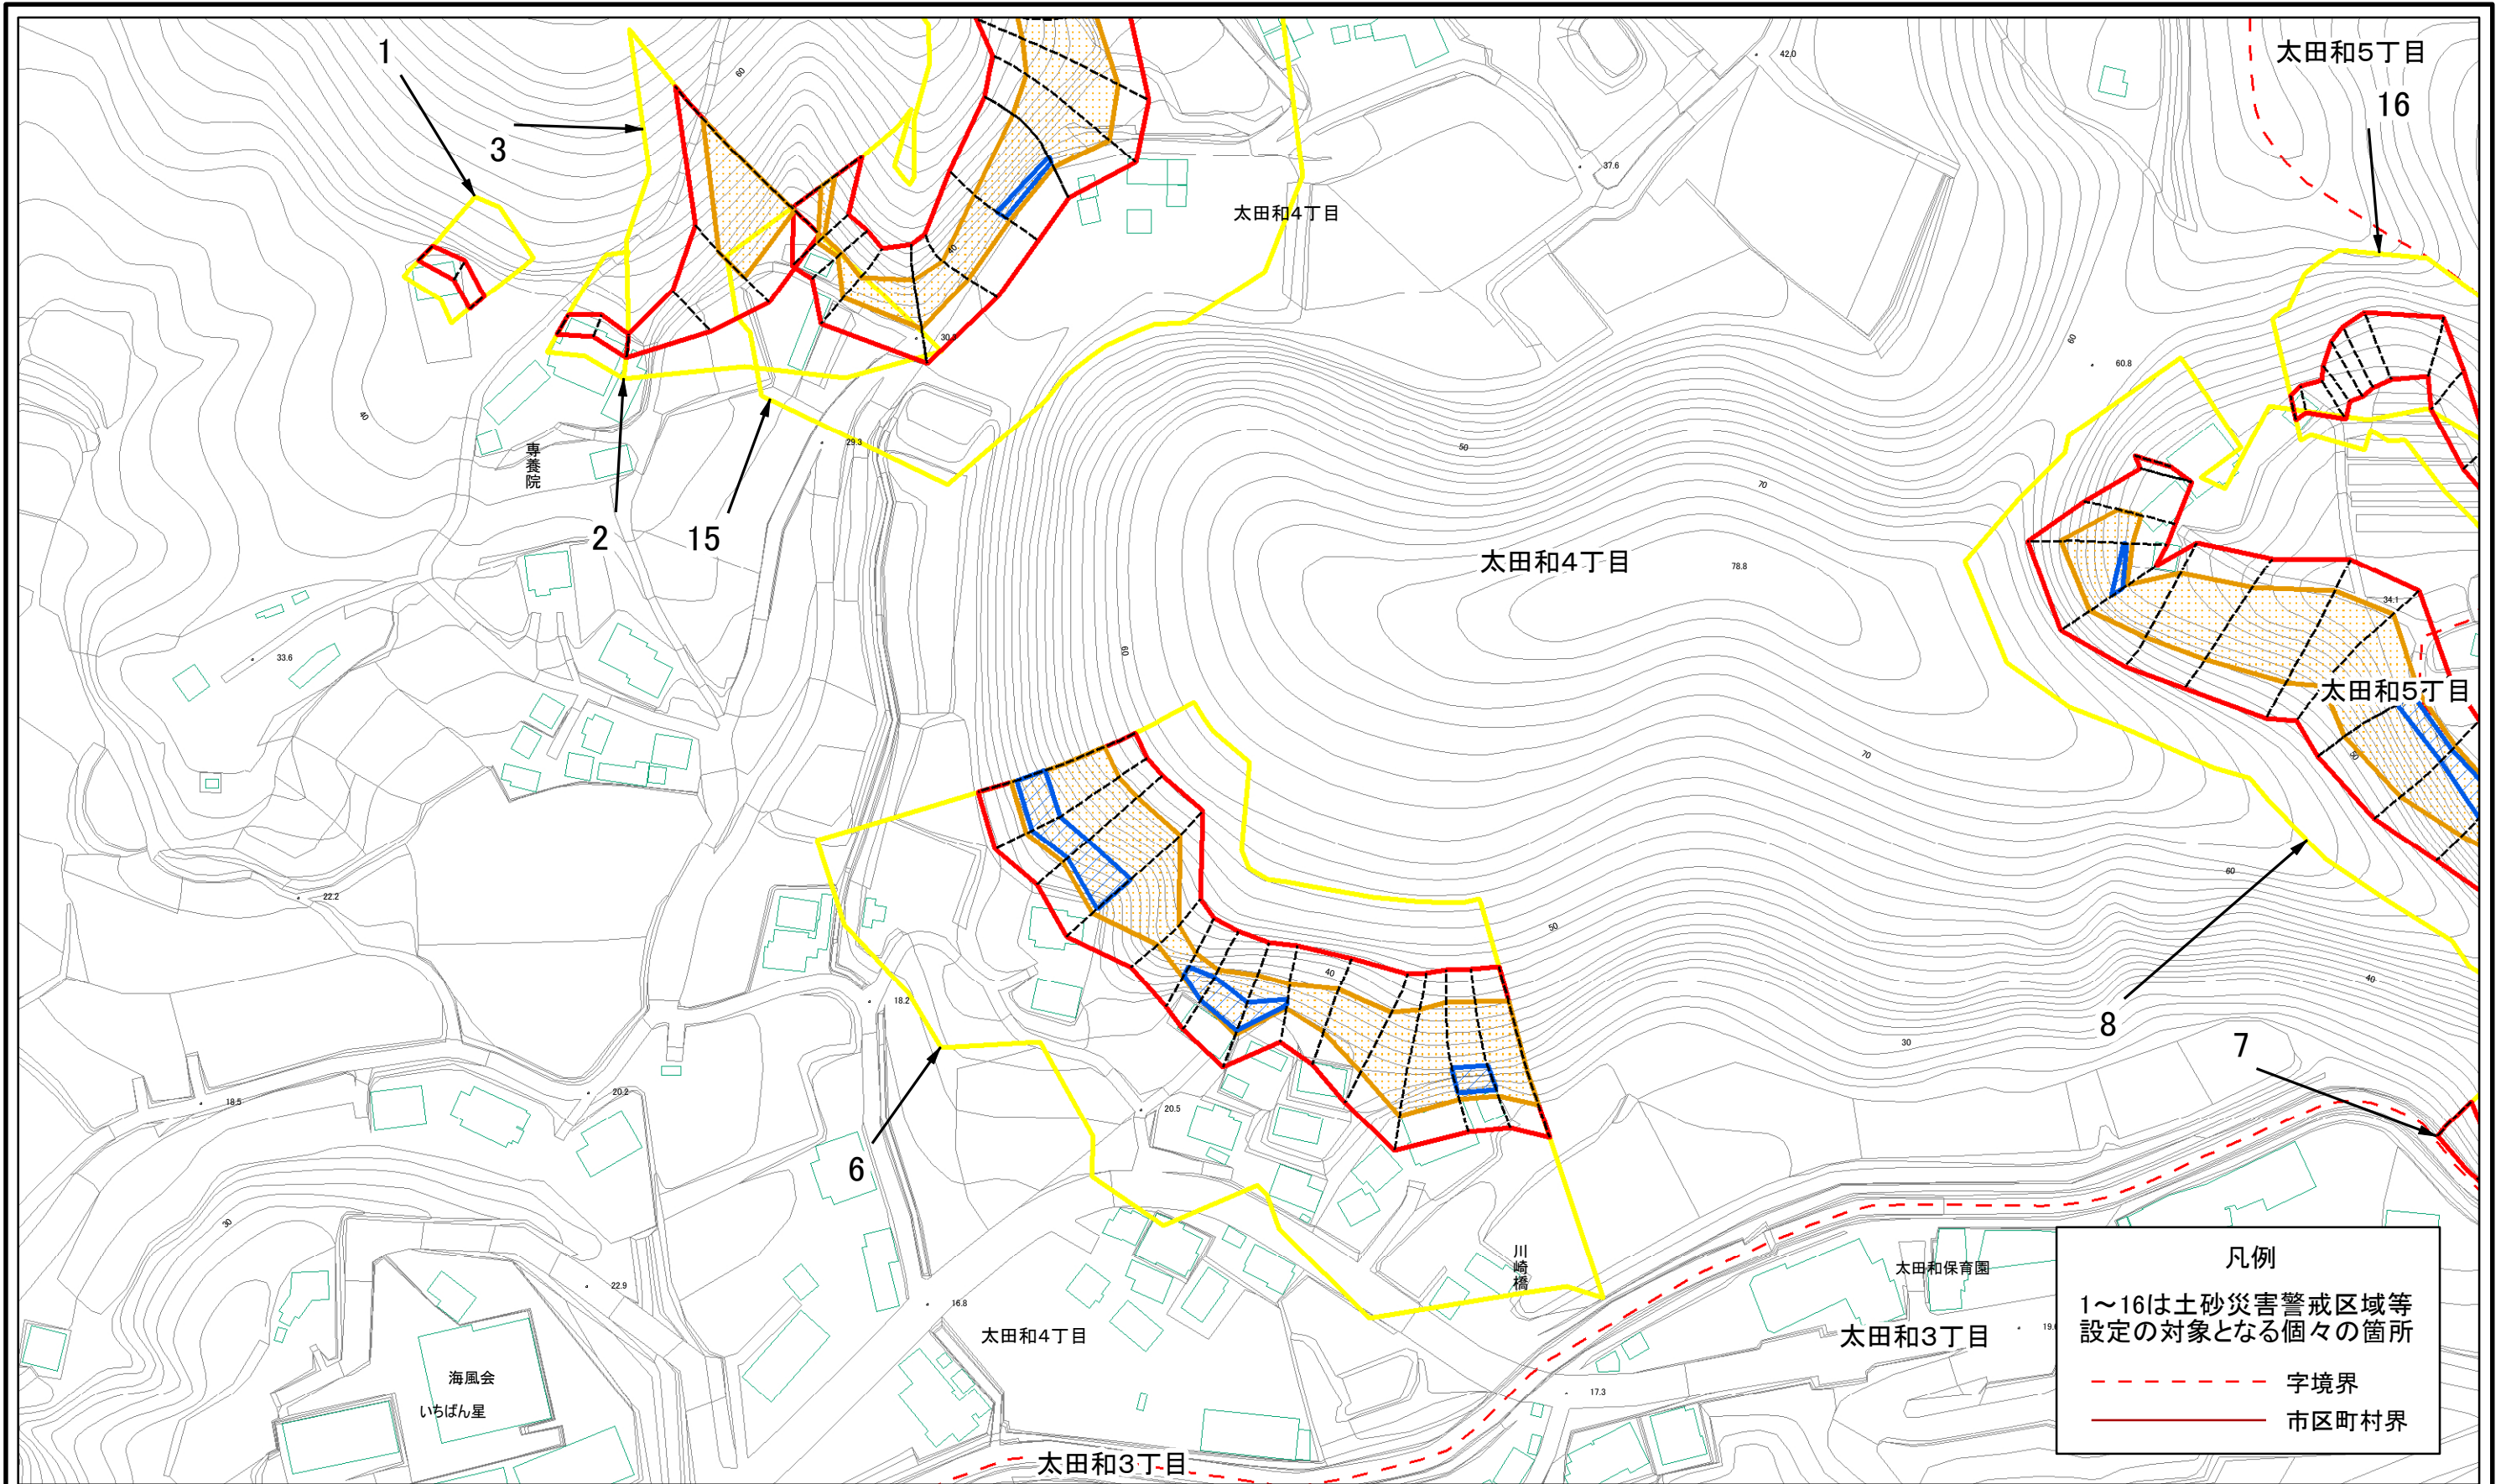 1
3
60
42.0
太田和5丁目
16
37.6
太田和4丁目
40
30.5
60
60.8
40
29.3
専養院
50
70
2
15
太田和4丁目
78.8
34.1
60
33.6
太田和5丁目
50
70
60
22.2
50
40
40
18.2
8
30
7
18.5
20.2
20.5
6
30
川崎橋
太田和保育園
22.9
16.8
太田和4丁目
太田和3丁目
19.6
海風会
いちばん星
17.3
太田和3丁目
凡例
1～16は土砂災害警戒区域等
設定の対象となる個々の箇所
字境界
市区町村界